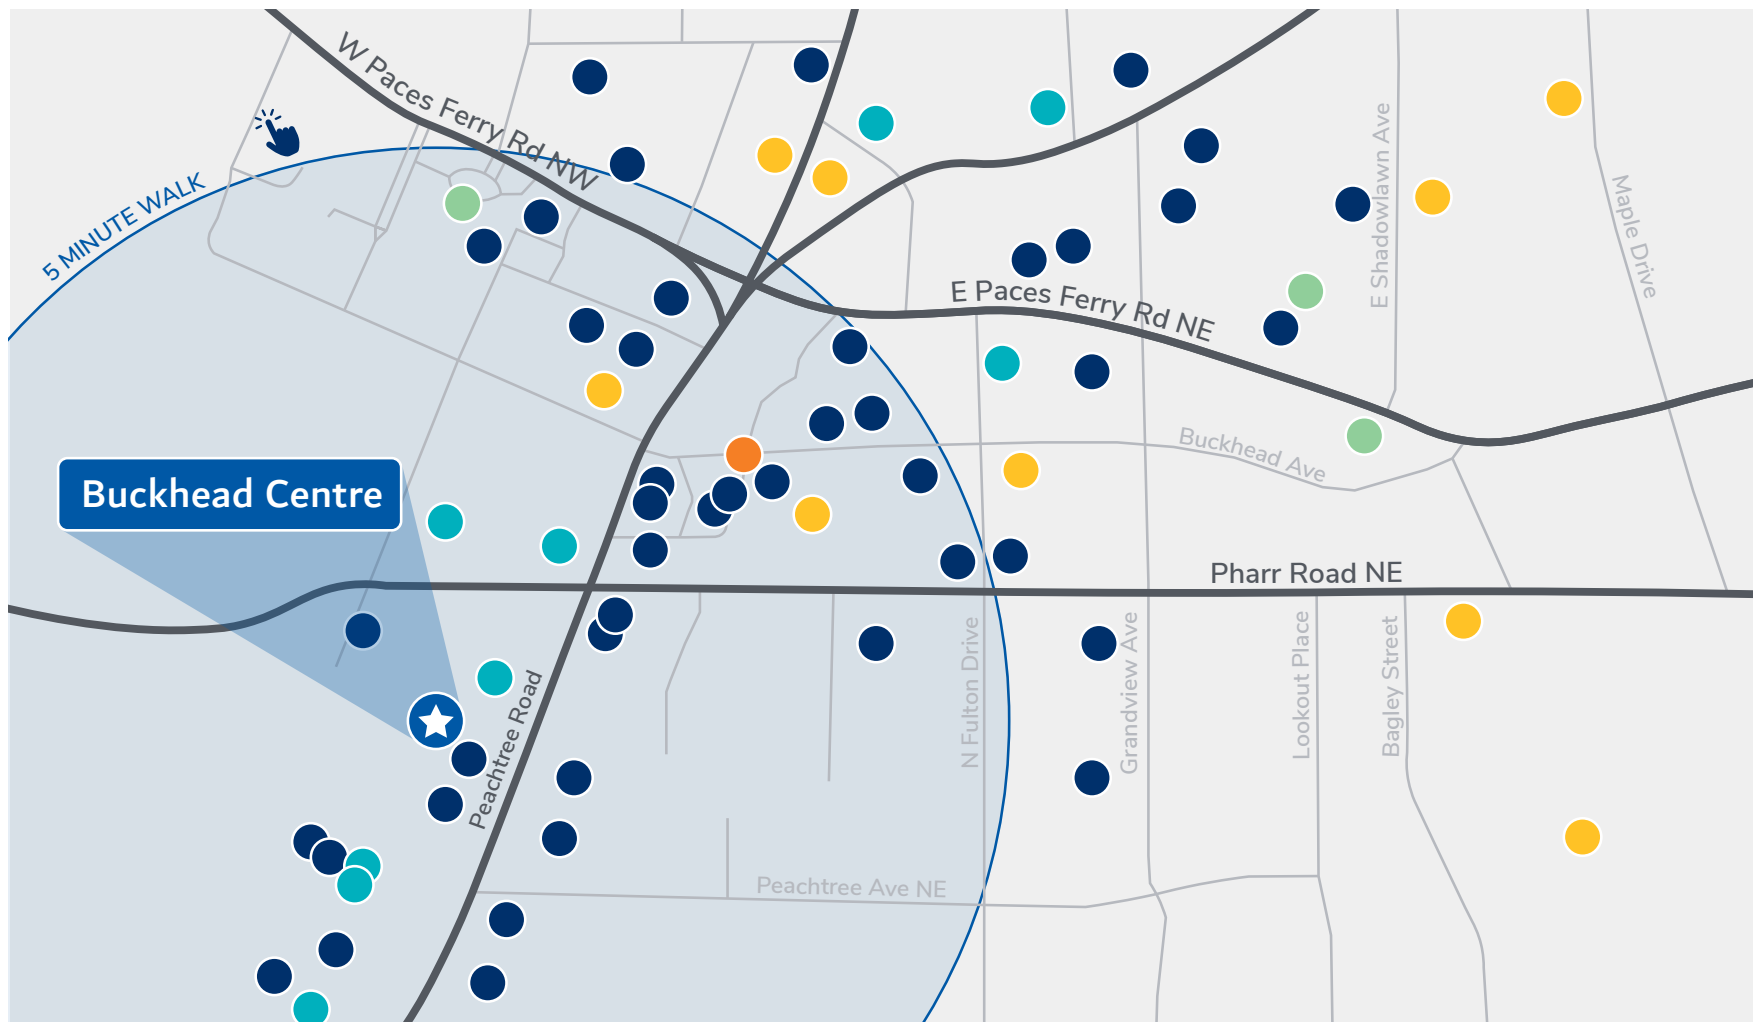 W Paces Ferry Rd NW
5 MINUTE WALK
E Shadowlawn Ave
Maple Drive
E Paces Ferry Rd NE
Buckhead Ave
Buckhead Centre
Pharr Road NE
Peachtree Road
N Fulton Drive
Grandview Ave
Lookout Place
Bagley Street
Peachtree Ave NE